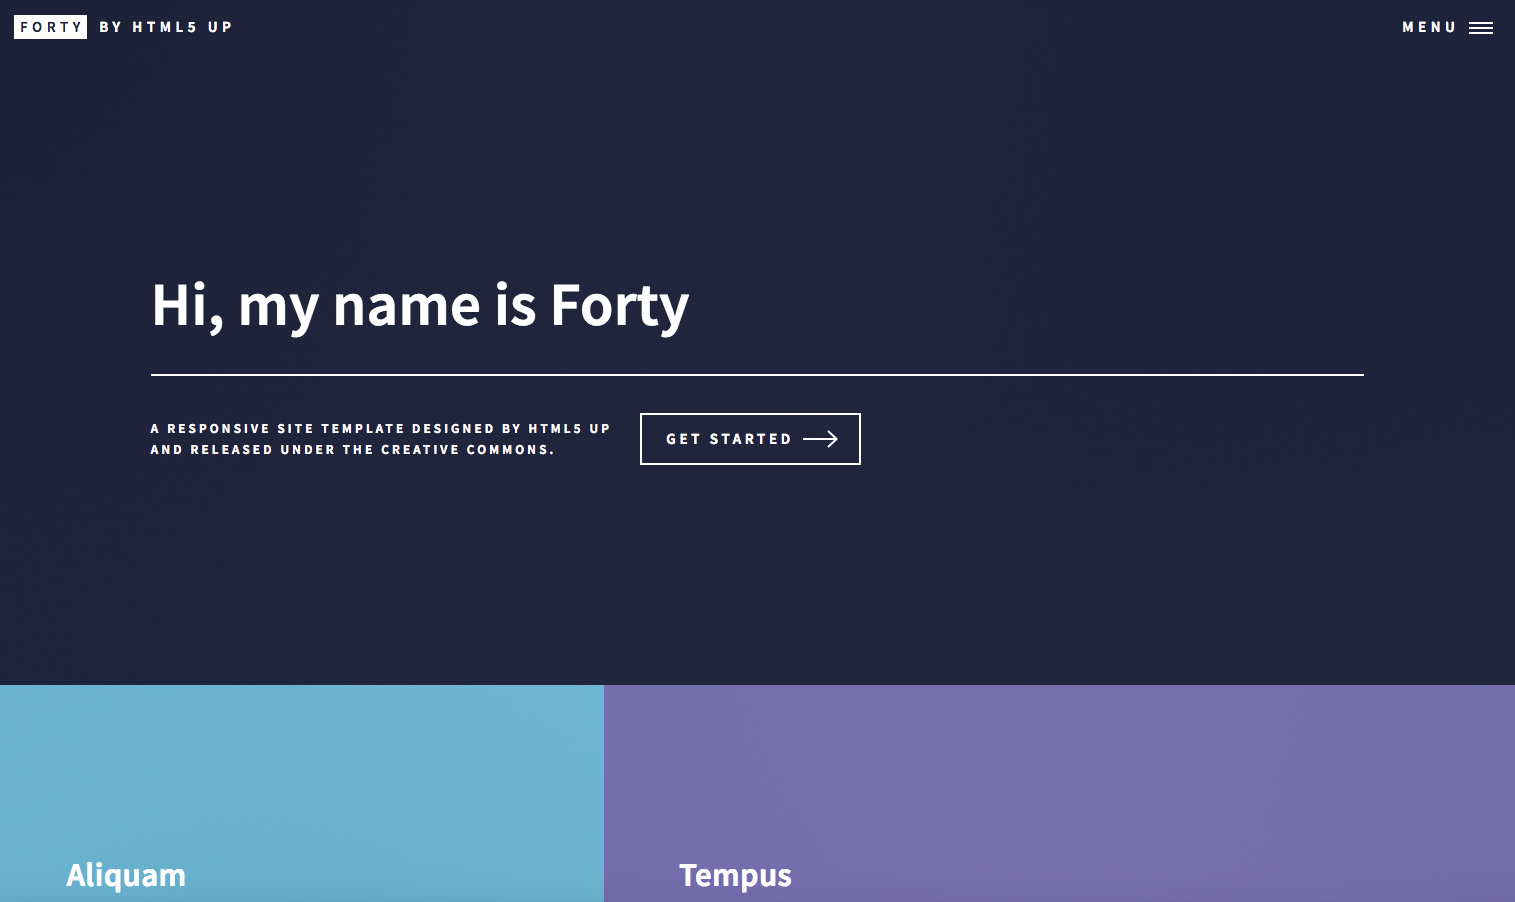 FORTY BY HTML5 UP
MENU
Hi, my name is Forty
A RESPONSIVE SITE TEMPLATE DESIGNED BY HTML5 UP
AND RELEASED UNDER THE CREATIVE COMMONS.
GET STARTED
Aliquam
Tempus